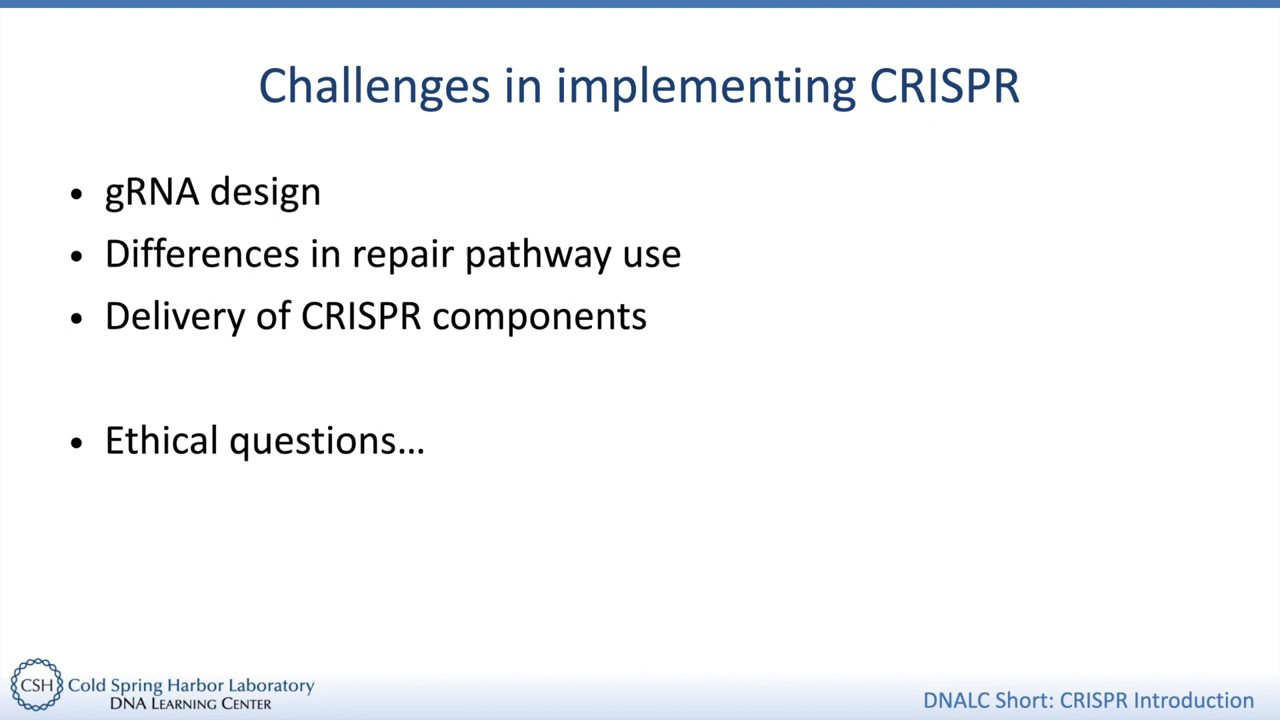 Challenges in implementing CRISPR
• gRNA design
• Differences in repair pathway use
• Delivery of CRISPR components
• Ethical questions...
CSH Cold Spring Harbor Laboratory
DNA LEARNING CENTER
DNALC Short: CRISPR Introduction